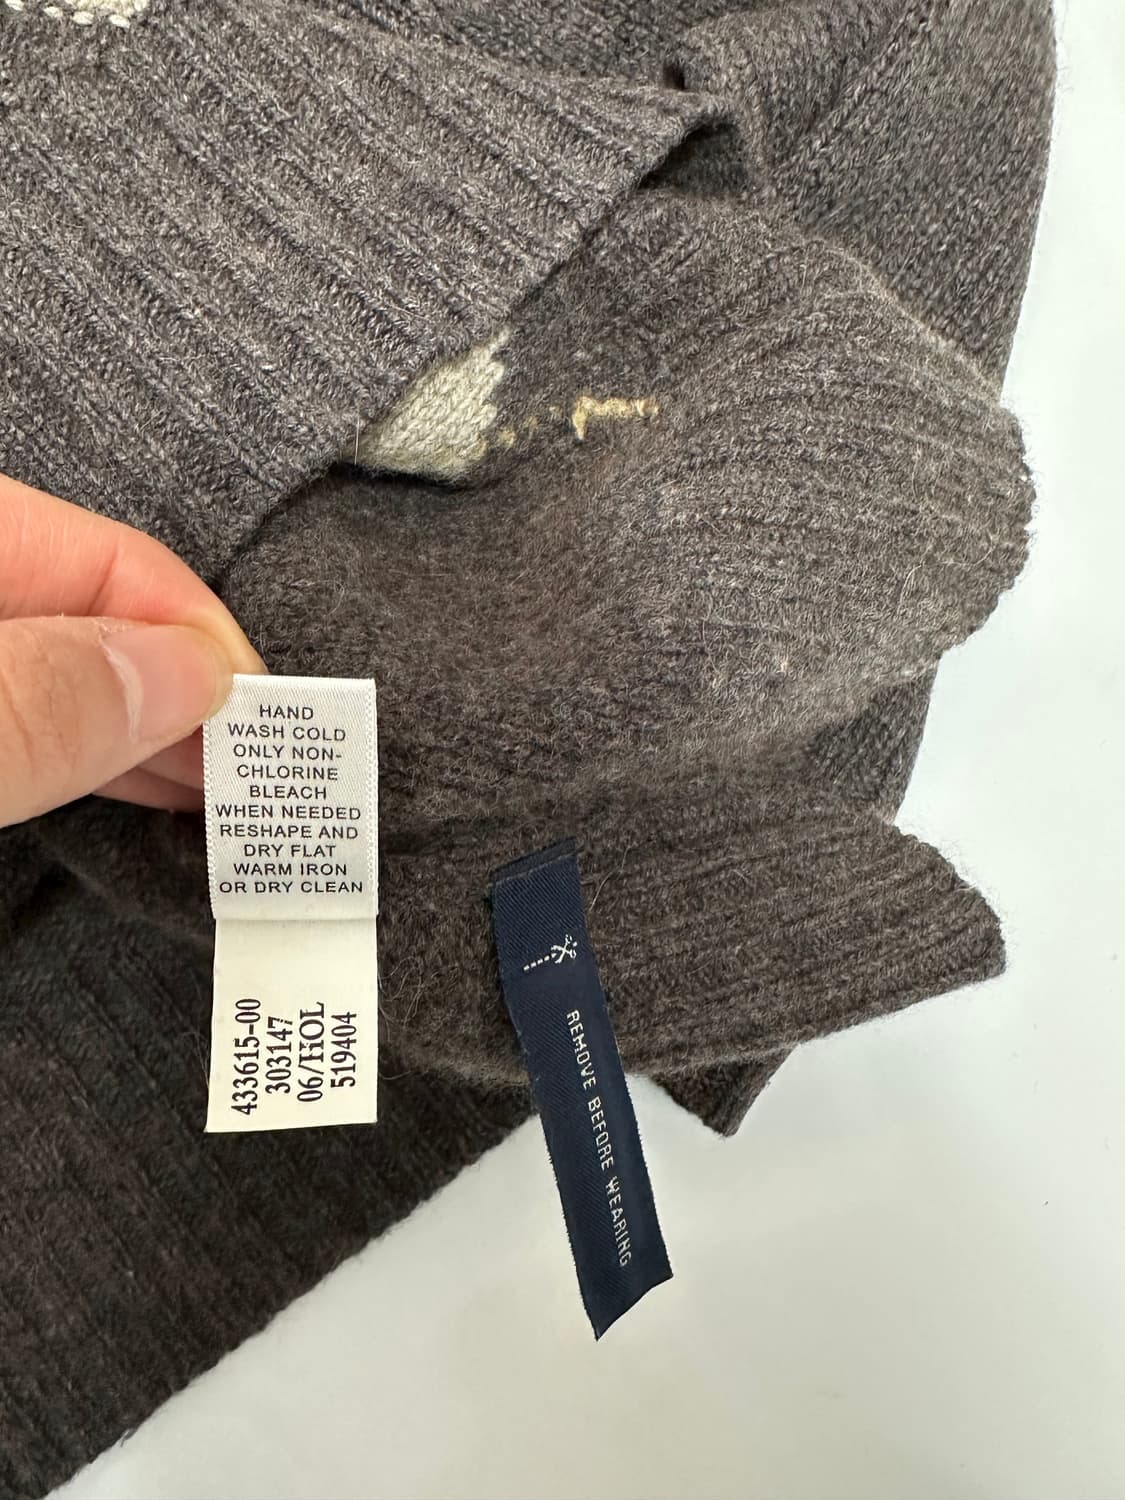 HAND
WASH COLD
ONLY NON-
CHLORINE
BLEACH
WHEN NEEDED
RESHAPE AND
DRY FLAT
WARM IRON
OR DRY CLEAN
433615-00
303147
06/HOL
519404
REMOVE BEFORE WEARING